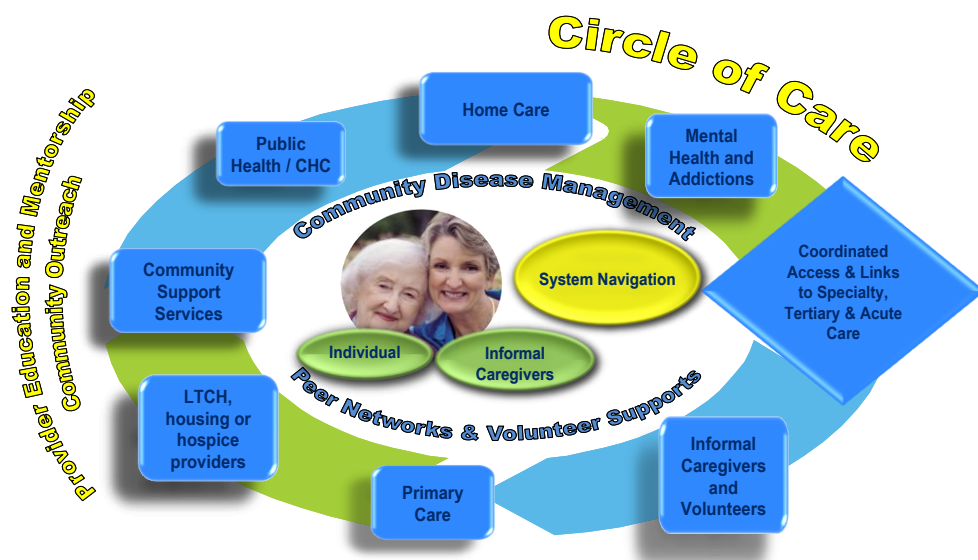 Circle of Care
Provider Education and Mentorship
Community Outreach
Home Care
Public
Health / CHC
Mental
Health and
Addictions
Community Disease Management
Community
Support
Services
System Navigation
Coordinated
Access & Links
to Specialty,
Tertiary & Acute
Care
Individual
Informal
Caregivers
Peer Networks & Volunteer Supports
LTCH,
housing or
hospice
providers
Primary
Care
Informal
Caregivers
and
Volunteers